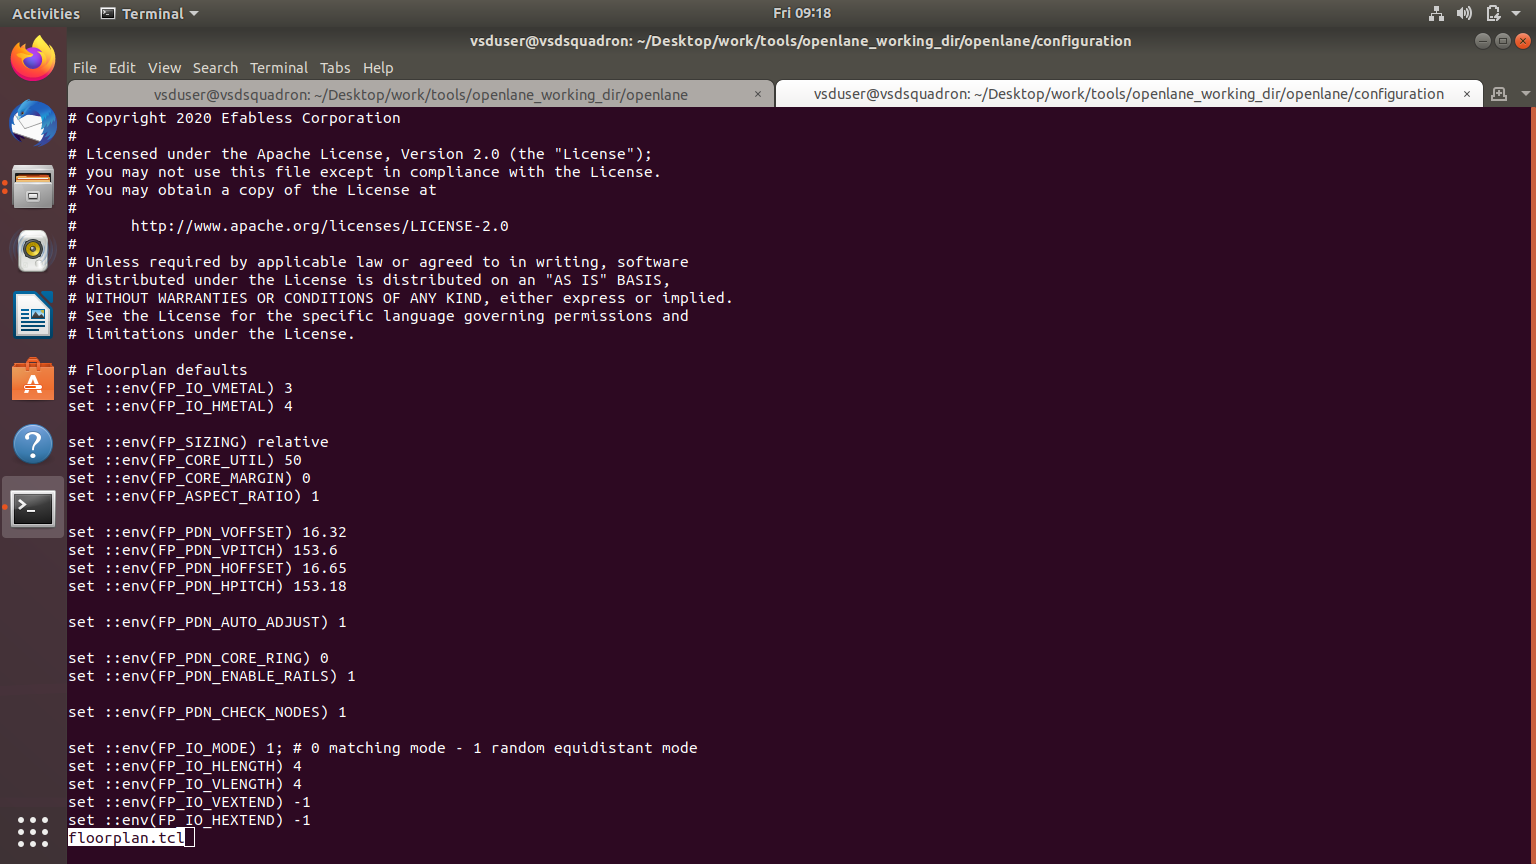 Activities
Terminal
Fri 09:18
vsduser@vsdsquadron: ~/Desktop/work/tools/openlane_working_dir/openlane/configuration
File Edit View Search Terminal Tabs Help
vsduser@vsdsquadron: ~/Desktop/work/tools/openlane_working_dir/openlane ×
vsduser@vsdsquadron: ~/Desktop/work/tools/openlane_working_dir/openlane/configuration ×
# Copyright 2020 Efabless Corporation
#
# Licensed under the Apache License, Version 2.0 (the "License");
# you may not use this file except in compliance with the License.
# You may obtain a copy of the License at
#
#      http://www.apache.org/licenses/LICENSE-2.0
#
# Unless required by applicable law or agreed to in writing, software
# distributed under the License is distributed on an "AS IS" BASIS,
# WITHOUT WARRANTIES OR CONDITIONS OF ANY KIND, either express or implied.
# See the License for the specific language governing permissions and
# limitations under the License.

# Floorplan defaults
set ::env(FP_IO_VMETAL) 3
set ::env(FP_IO_HMETAL) 4

set ::env(FP_SIZING) relative
set ::env(FP_CORE_UTIL) 50
set ::env(FP_CORE_MARGIN) 0
set ::env(FP_ASPECT_RATIO) 1

set ::env(FP_PDN_VOFFSET) 16.32
set ::env(FP_PDN_VPITCH) 153.6
set ::env(FP_PDN_HOFFSET) 16.65
set ::env(FP_PDN_HPITCH) 153.18

set ::env(FP_PDN_AUTO_ADJUST) 1

set ::env(FP_PDN_CORE_RING) 0
set ::env(FP_PDN_ENABLE_RAILS) 1

set ::env(FP_PDN_CHECK_NODES) 1

set ::env(FP_IO_MODE) 1; # 0 matching mode - 1 random equidistant mode
set ::env(FP_IO_HLENGTH) 4
set ::env(FP_IO_VLENGTH) 4
set ::env(FP_IO_VEXTEND) -1
set ::env(FP_IO_HEXTEND) -1
floorplan.tcl